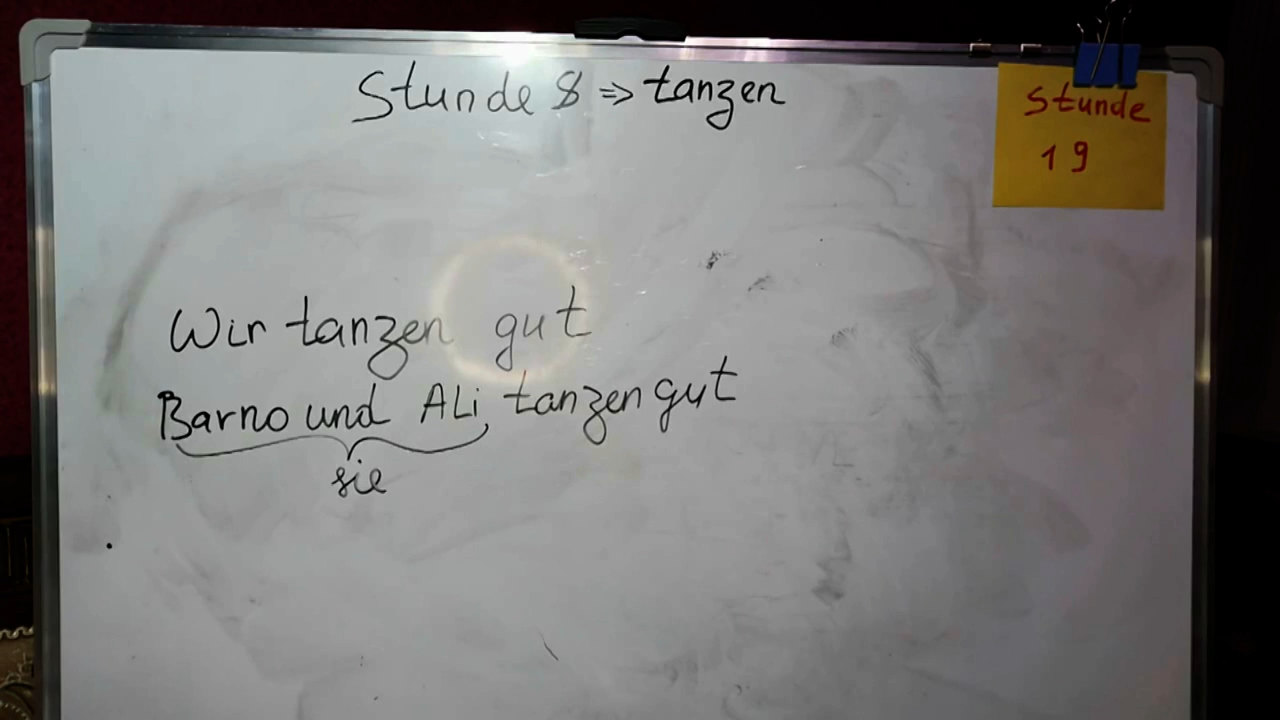 Stunde 8 ⇒ tanzen
Stunde
19
Wir tanzen gut
Barno und ALi tanzen gut
sie